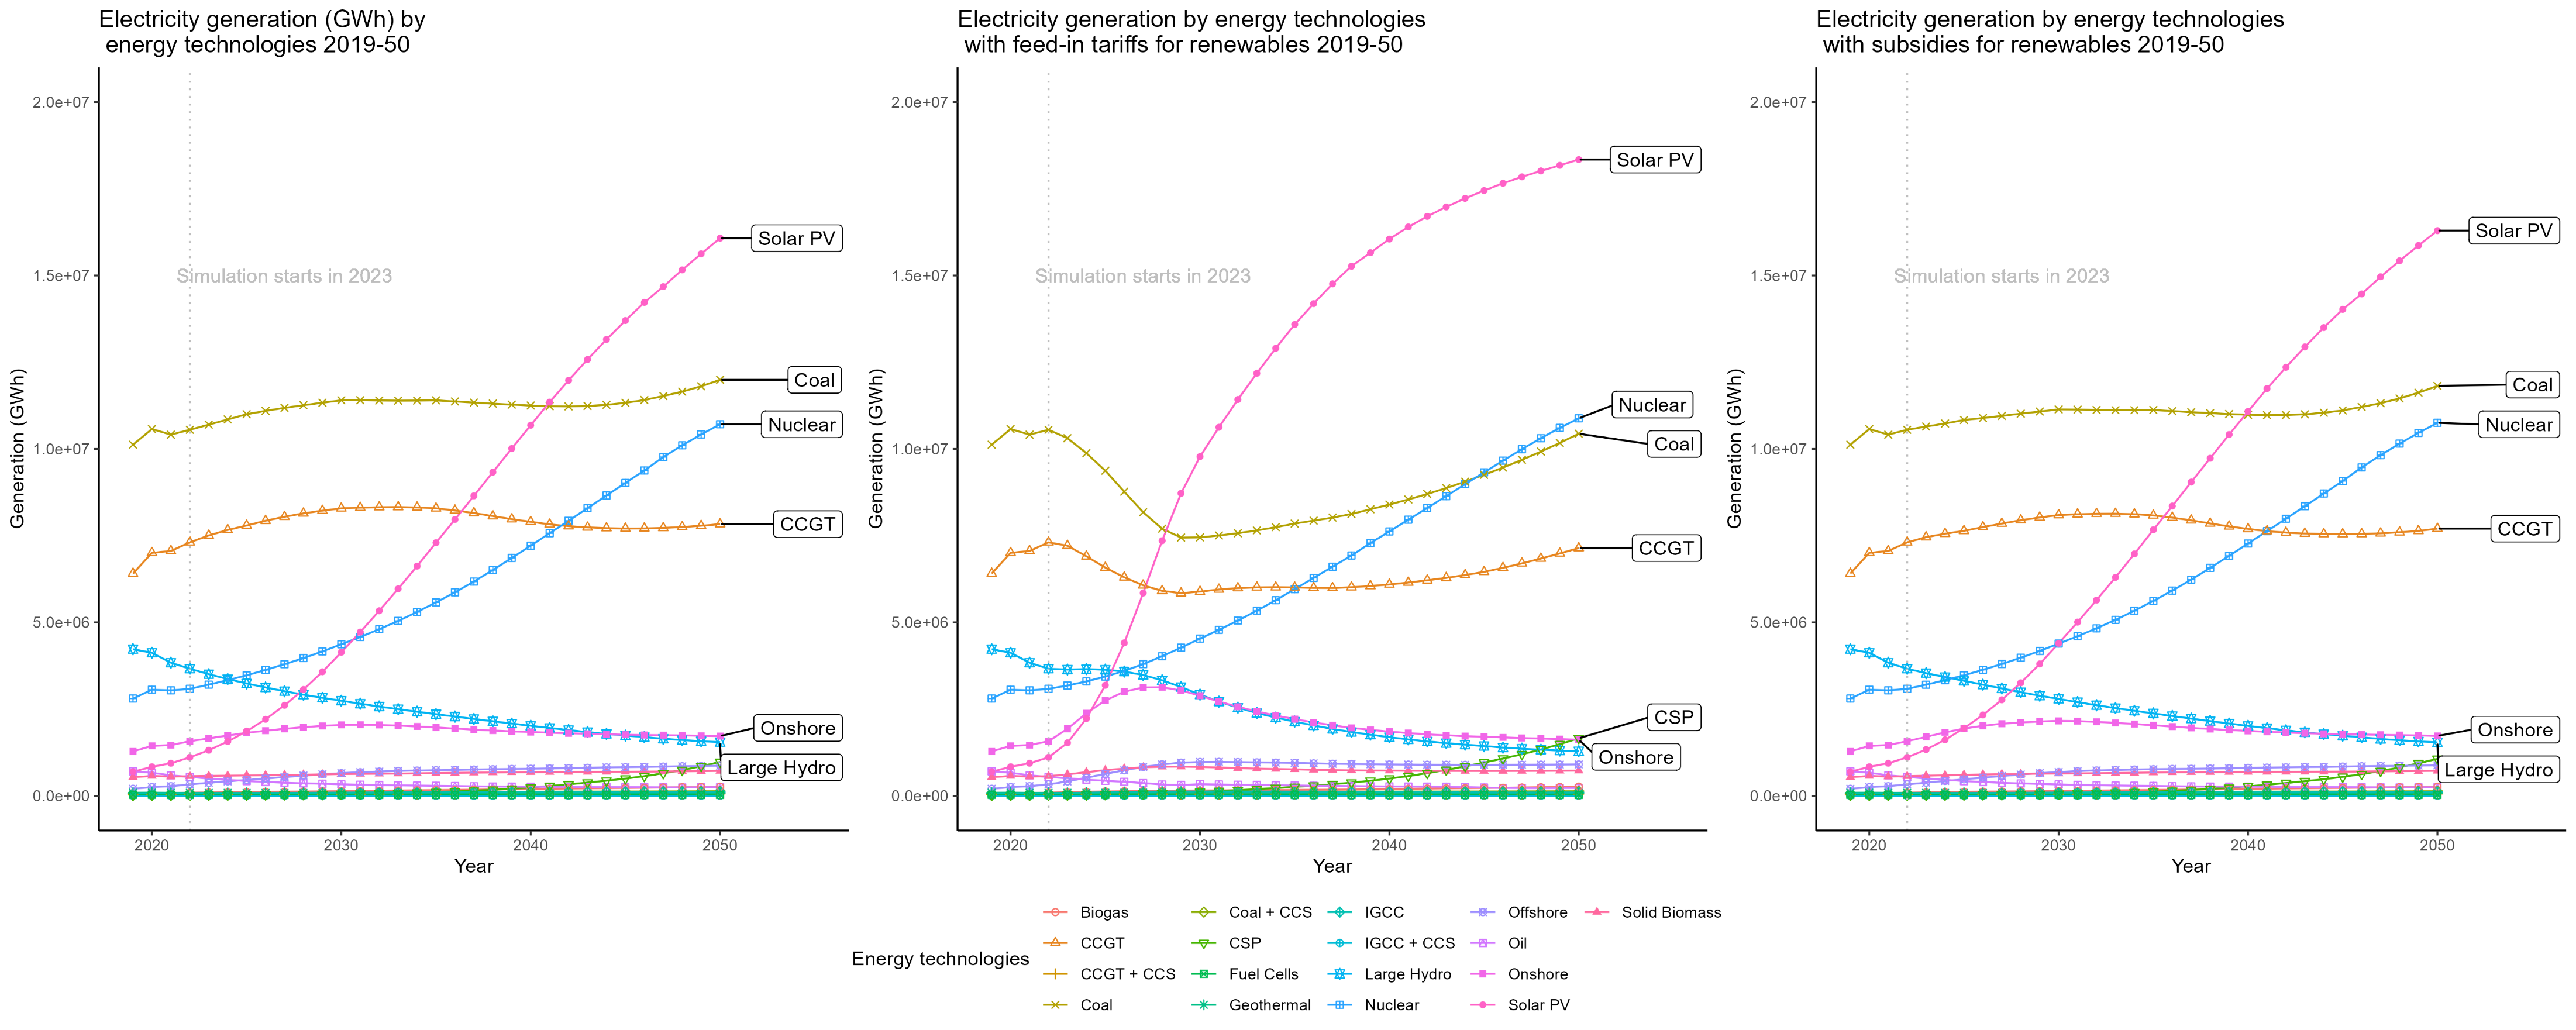 Electricity generation (GWh) by
energy technologies 2019-50
2.0e+07
1.5e+07
1.0e+07
5.0e+06
0.0e+00
Generation (GWh)
Simulation starts in 2023
Solar PV
Coal
Nuclear
CCGT
Onshore
Large Hydro
2020
2030
2040
2050
Year
Electricity generation by energy technologies
with feed-in tariffs for renewables 2019-50
2.0e+07
1.5e+07
1.0e+07
5.0e+06
0.0e+00
Generation (GWh)
Simulation starts in 2023
Solar PV
Nuclear
Coal
CCGT
CSP
Onshore
2020
2030
2040
2050
Year
Electricity generation by energy technologies
with subsidies for renewables 2019-50
2.0e+07
1.5e+07
1.0e+07
5.0e+06
0.0e+00
Generation (GWh)
Simulation starts in 2023
Solar PV
Coal
Nuclear
CCGT
Onshore
Large Hydro
2020
2030
2040
2050
Year
Energy technologies
Biogas
CCGT
CCGT + CCS
Coal
Coal + CCS
CSP
Fuel Cells
Geothermal
IGCC
IGCC + CCS
Large Hydro
Nuclear
Offshore
Oil
Onshore
Solar PV
Solid Biomass